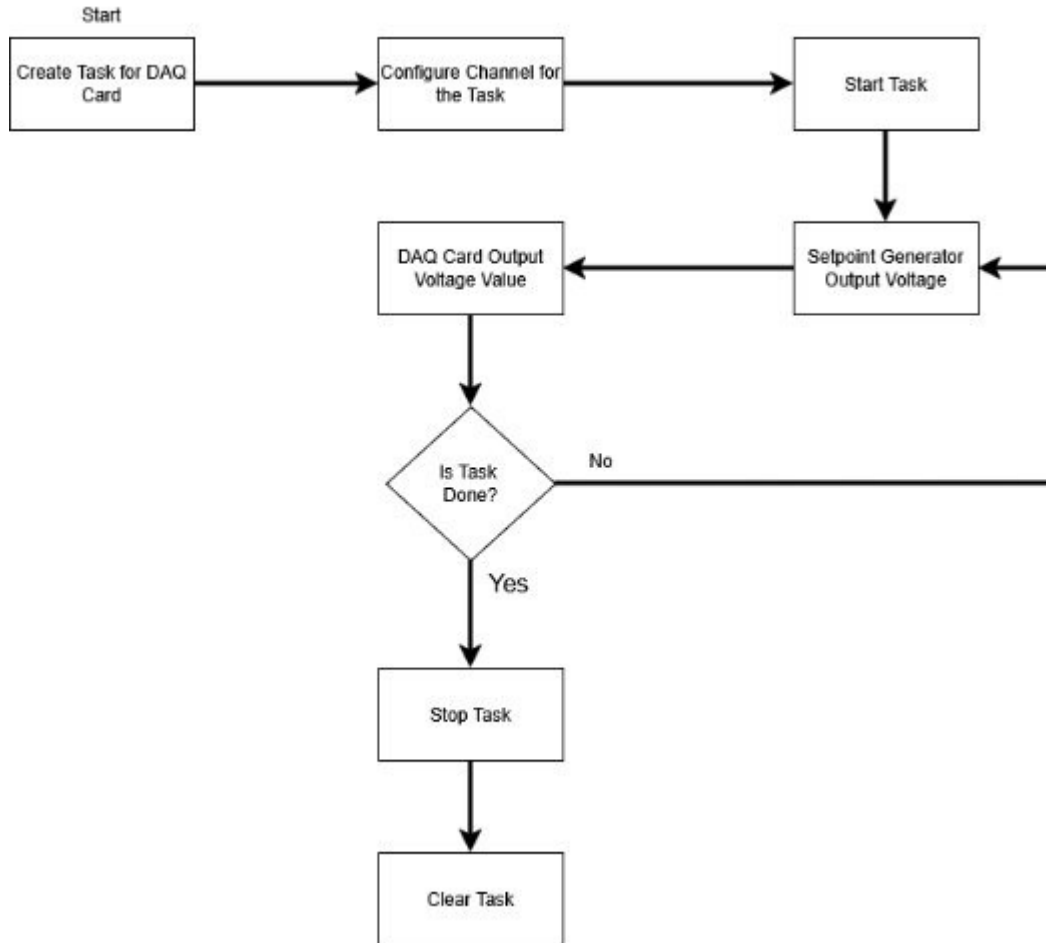 Start
Create Task for DAQ
Card
Configure Channel for
the Task
Start Task
Setpoint Generator
Output Voltage
DAQ Card Output
Voltage Value
Is Task
Done?
No
Yes
Stop Task
Clear Task